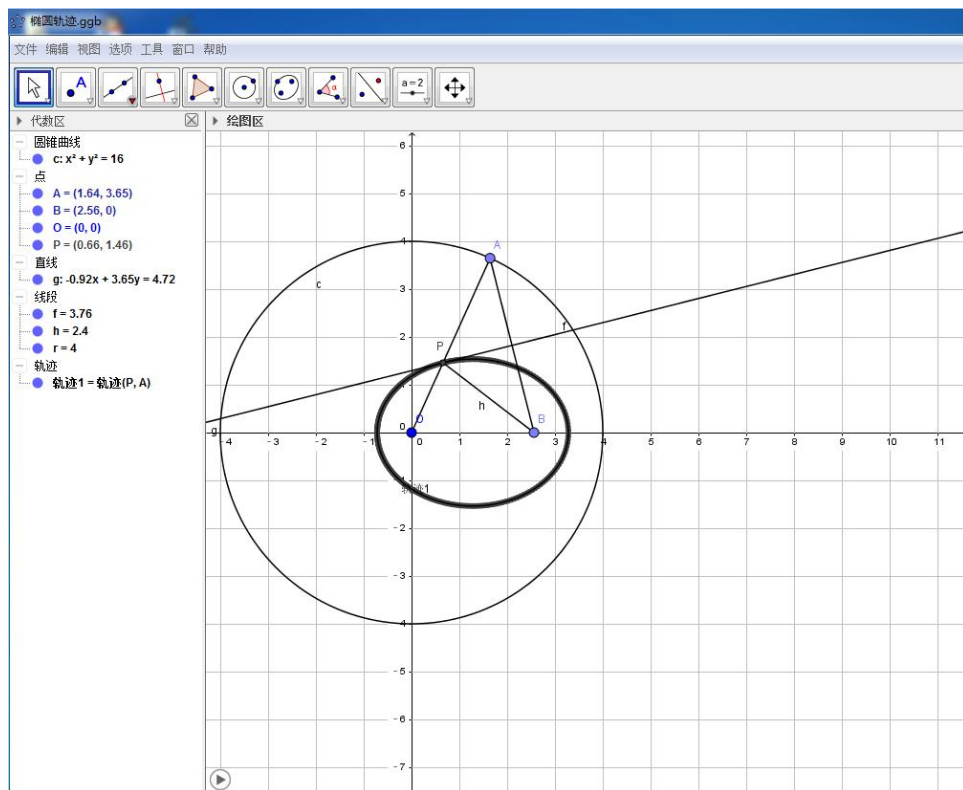 椭圆轨迹.ggb
文件 编辑 视图 选项 工具 窗口 帮助
A
α
a=2
代数区
绘图区
圆锥曲线
c: x² + y² = 16
点
A = (1.64, 3.65)
B = (2.56, 0)
O = (0, 0)
P = (0.66, 1.46)
直线
g: -0.92x + 3.65y = 4.72
线段
f = 3.76
h = 2.4
r = 4
轨迹
轨迹1 = 轨迹(P, A)
6
5
4
A
c
3
f
2
P
1
h
O
B
0
g
-4 -3 -2 -1 0 1 2 3 4 5 6 7 8 9 10 11
-1
轨迹1
-2
-3
-4
-5
-6
-7